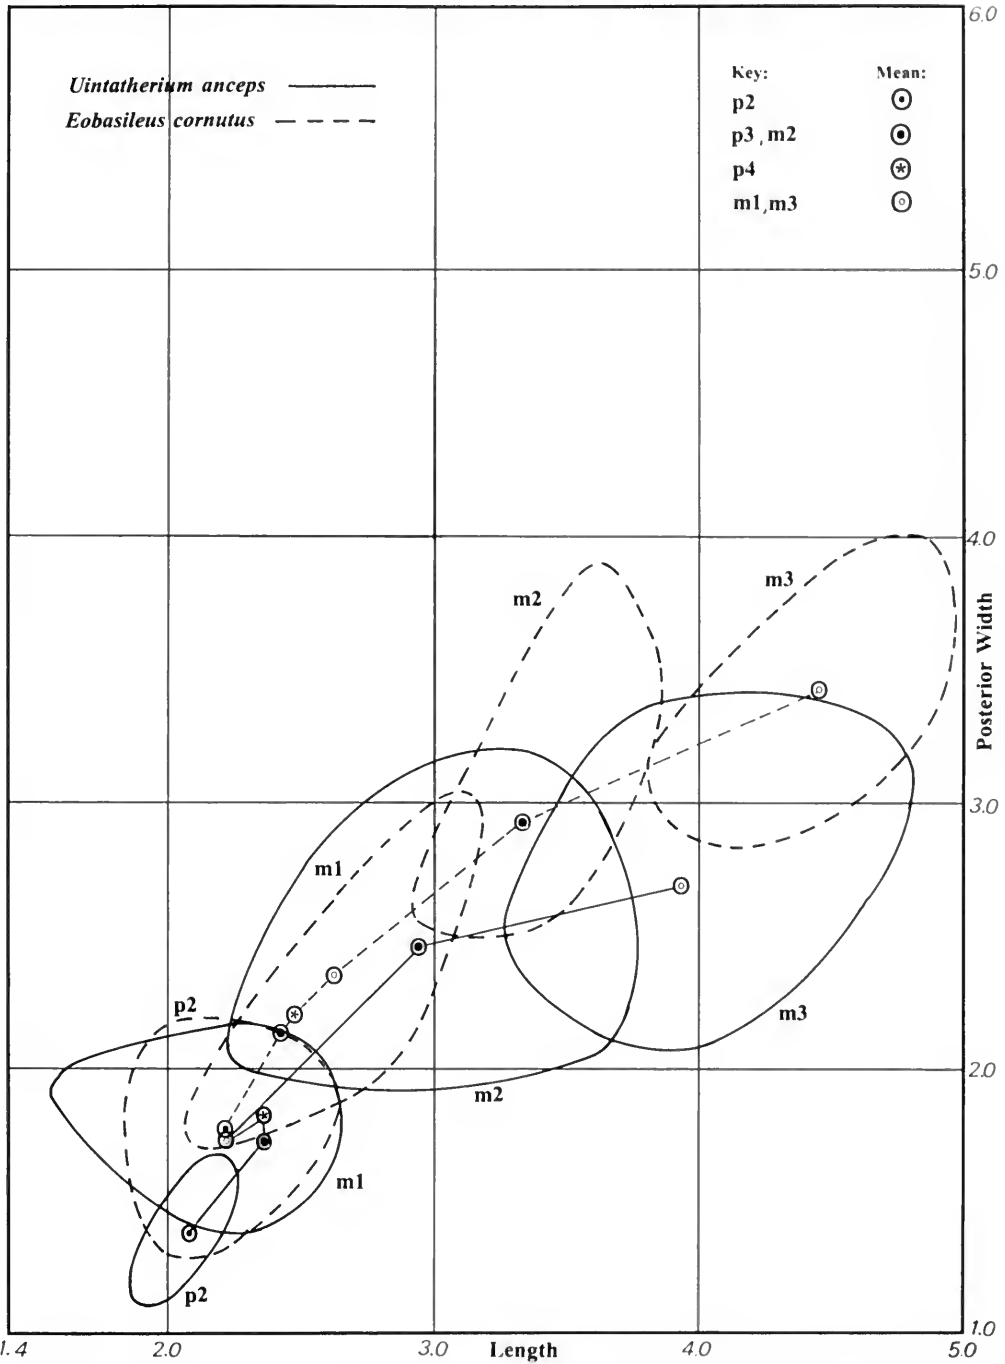 6.0
Uintatherium anceps
Eobasileus cornutus
Key: Mean:
p2
p3, m2
p4
m1, m3
5.0
4.0
m3
m2
Posterior Width
3.0
m1
p2
m3
2.0
m2
m1
p2
1.0
1.4 2.0 3.0 Length 4.0 5.0